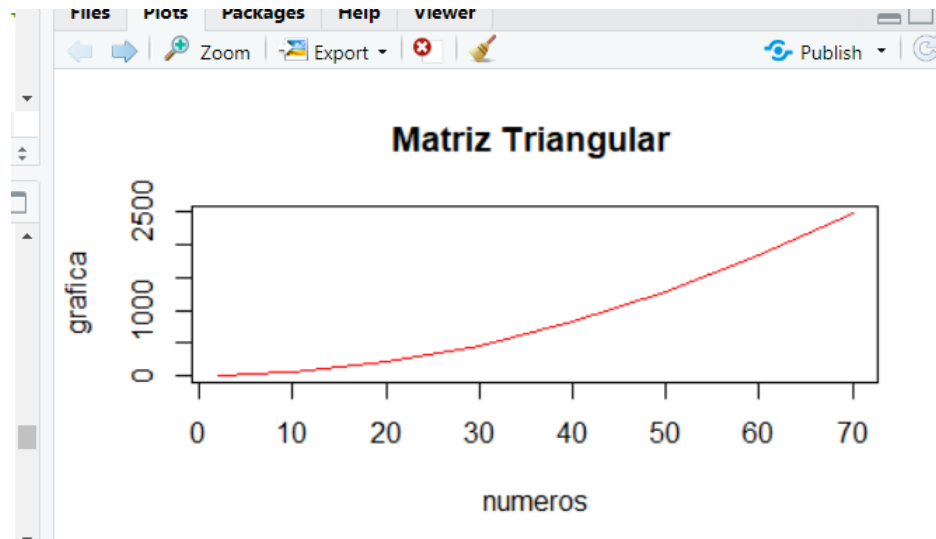 Files Plots Packages Help Viewer
Zoom Export Publish
Matriz Triangular
grafica
2500
1000
0
0 10 20 30 40 50 60 70
numeros